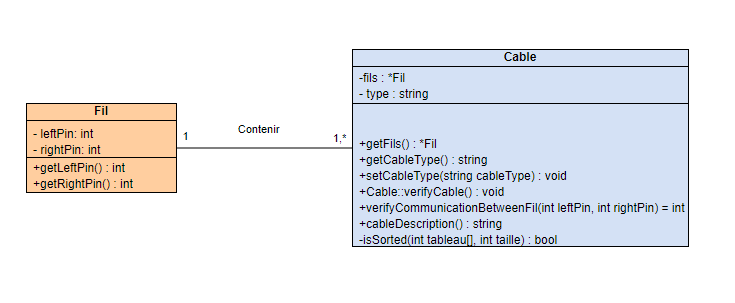 Fil
- leftPin: int
- rightPin: int
+getLeftPin() : int
+getRightPin() : int
1
Contenir
1,*
Cable
-fils : *Fil
- type : string
+getFils() : *Fil
+getCableType() : string
+setCableType(string cableType) : void
+Cable::verifyCable() : void
+verifyCommunicationBetweenFil(int leftPin, int rightPin) = int
+cableDescription() : string
-isSorted(int tableau[], int taille) : bool